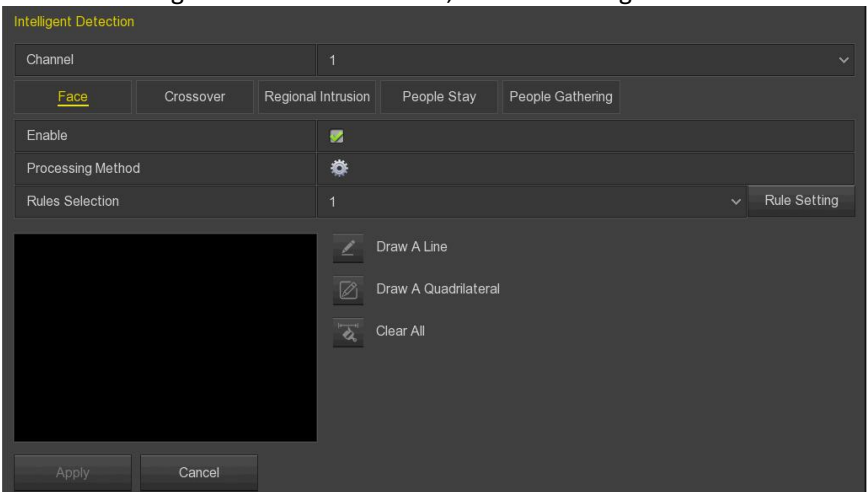 Intelligent Detection
Channel 1
Face Crossover Regional Intrusion People Stay People Gathering
Enable
Processing Method
Rules Selection 1 Rule Setting
Draw A Line
Draw A Quadrilateral
Clear All
Apply Cancel